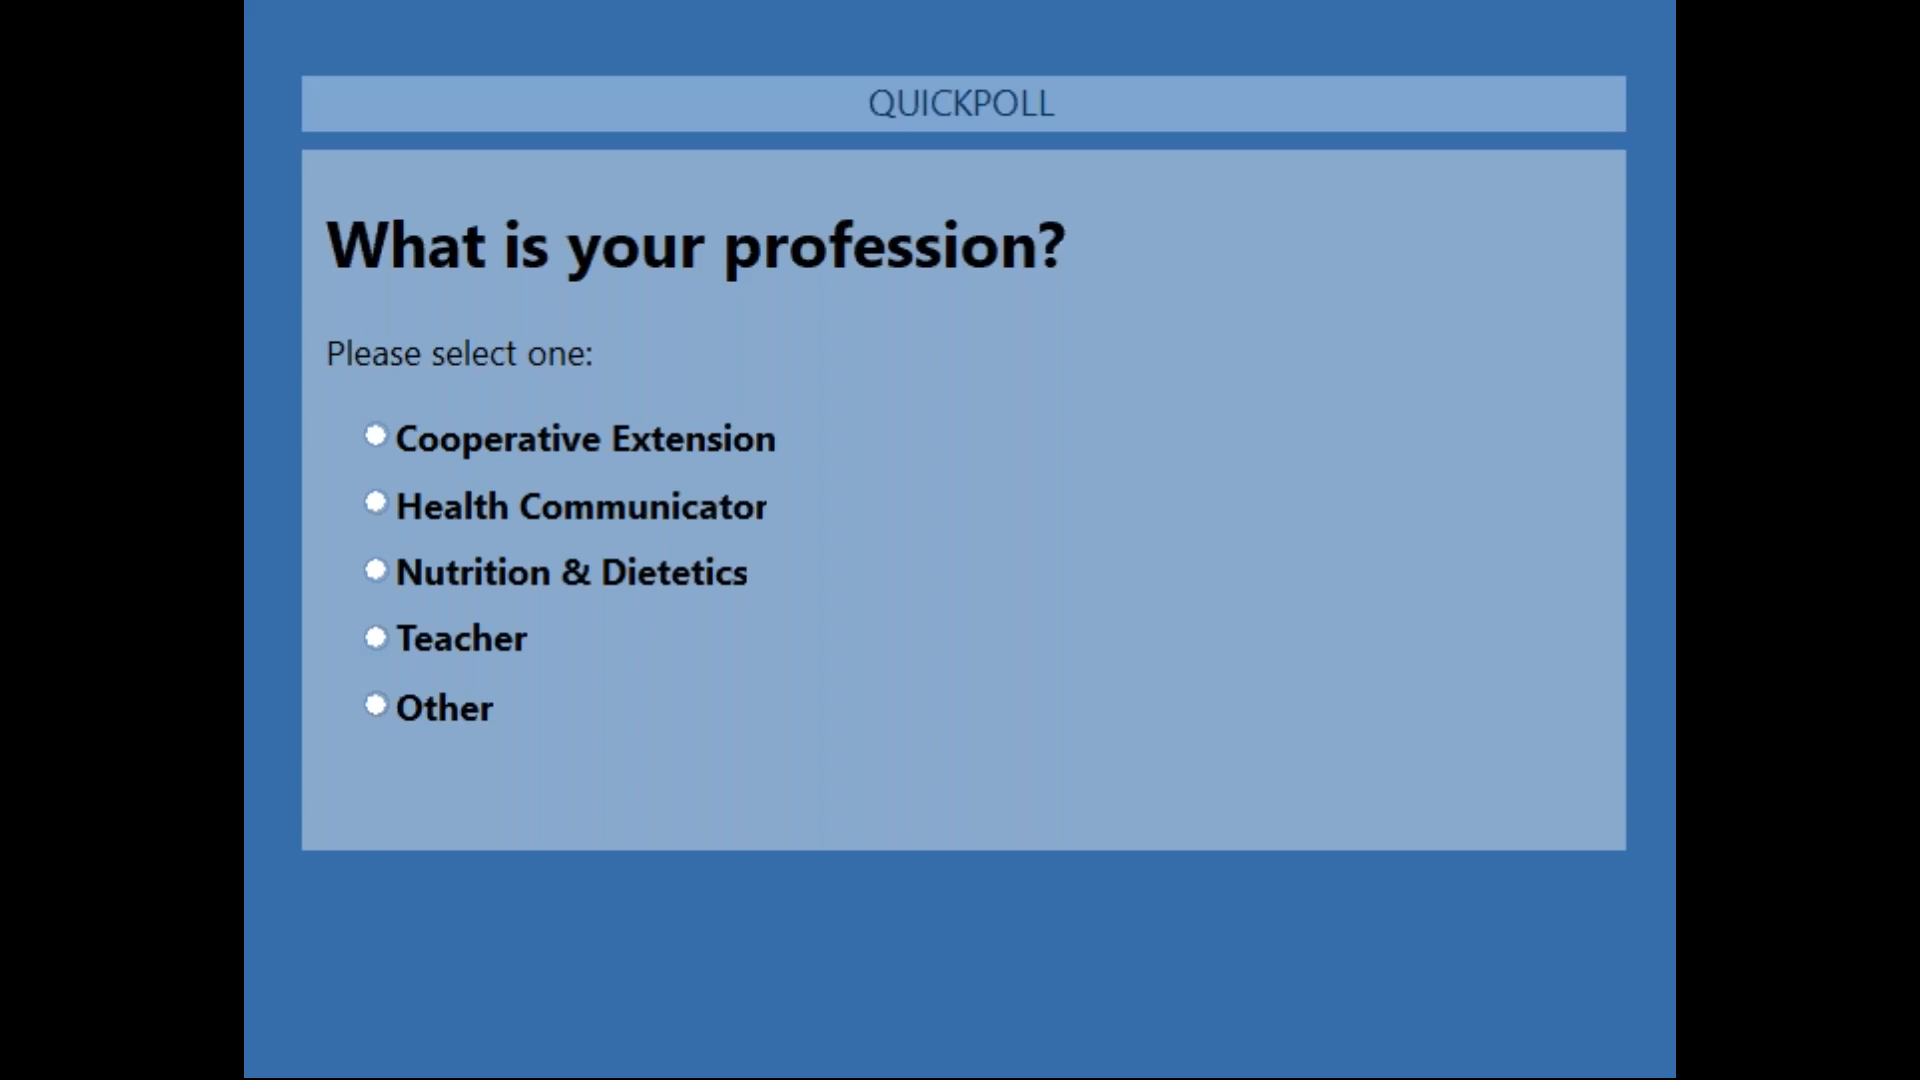 QUICKPOLL
What is your profession?
Please select one:
Cooperative Extension
Health Communicator
Nutrition & Dietetics
Teacher
Other